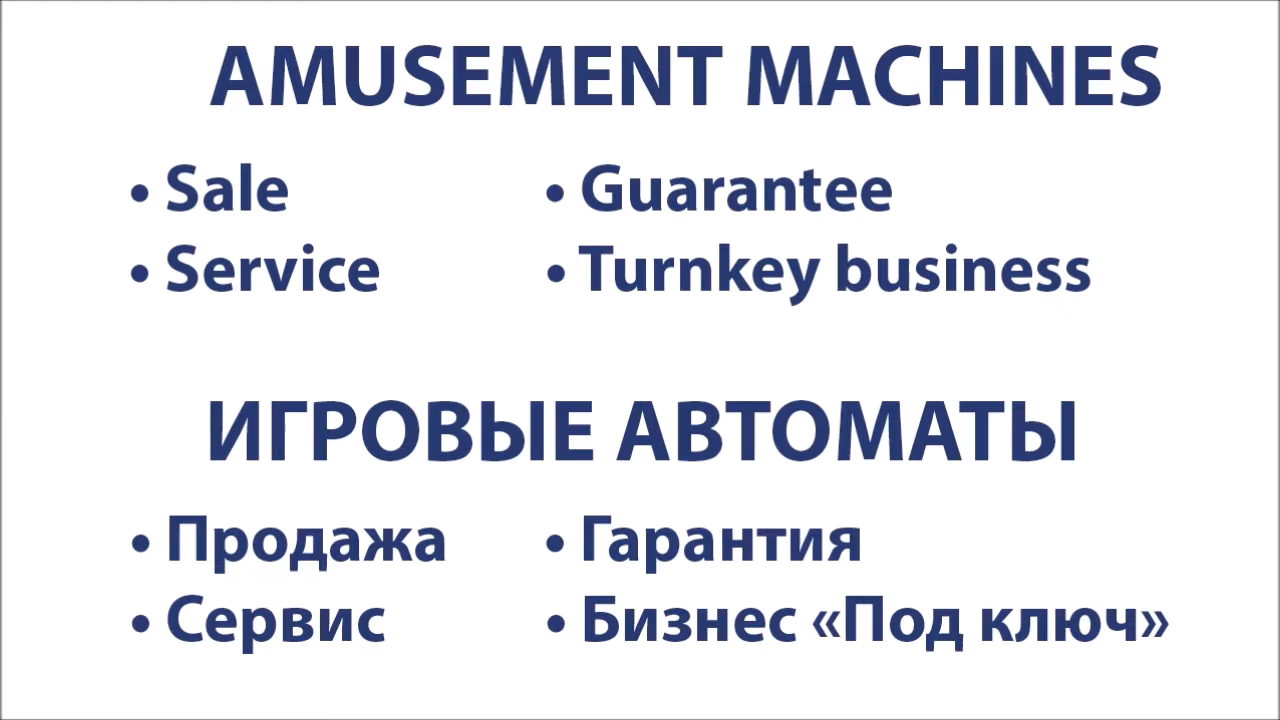 AMUSEMENT MACHINES
• Sale • Guarantee
• Service • Turnkey business
ИГРОВЫЕ АВТОМАТЫ
• Продажа • Гарантия
• Сервис • Бизнес «Под ключ»